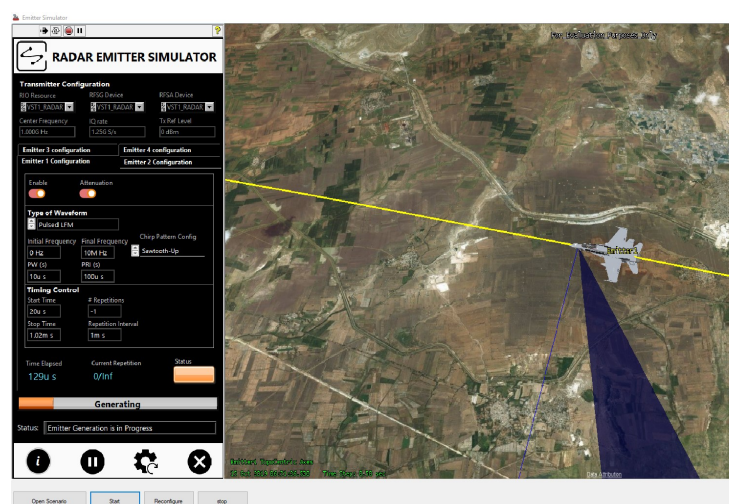 Emitter Simulator
RADAR EMITTER SIMULATOR
For Evaluation Purposes Only
Transmitter Configuration
RIO Resource RFSG Device RFSA Device
VST1_RADAR VST1_RADAR VST1_RADAR
Center Frequency IQ rate Tx Ref Level
1.000G Hz 1.25G S/s 0 dBm
Emitter 3 configuration Emitter 4 configuration
Emitter 1 Configuration Emitter 2 Configuration
Enable Attenuation
Type of Waveform
Pulsed LFM
Initial Frequency Final Frequency Chirp Pattern Config
0 Hz 10M Hz Sawtooth-Up
PW (s) PRI (s)
10u s 100u s
Timing Control
Start Time # Repetitions
20u s -1
Stop Time Repetition Interval
1.02m s 1m s
Time Elapsed Current Repetition Status
129u s 0/Inf
Generating
Status: Emitter Generation is in Progress
Emitter1
Data Attribution
Open Scenario Start Reconfigure stop